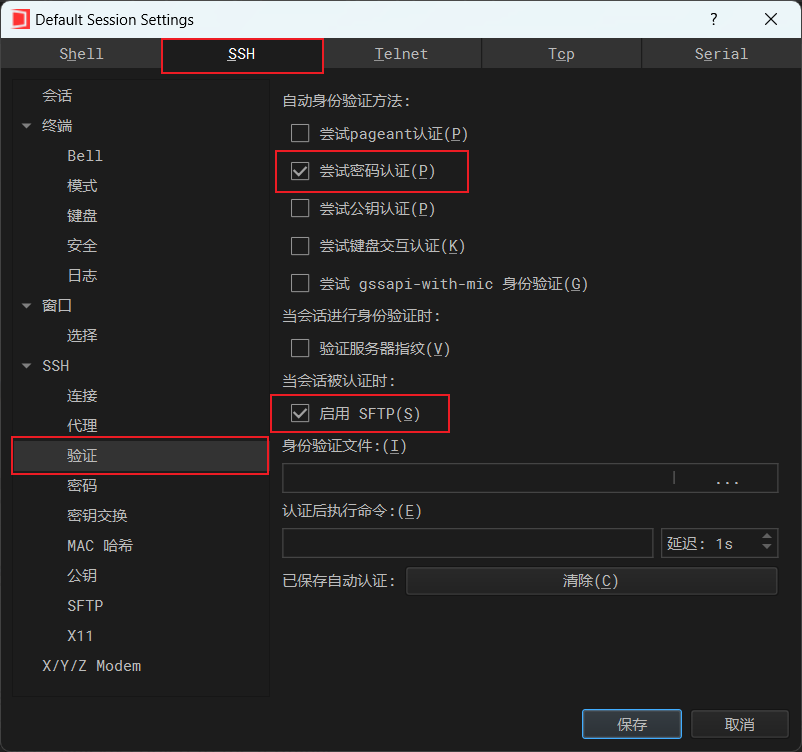 Default Session Settings
?
Shell SSH Telnet Tcp Serial
会话
终端
Bell
模式
键盘
安全
日志
窗口
选择
SSH
连接
代理
验证
密码
密钥交换
MAC 哈希
公钥
SFTP
X11
X/Y/Z Modem
自动身份验证方法:
尝试pageant认证(P)
尝试密码认证(P)
尝试公钥认证(P)
尝试键盘交互认证(K)
尝试 gssapi-with-mic 身份验证(G)
当会话进行身份验证时:
验证服务器指纹(V)
当会话被认证时:
启用 SFTP(S)
身份验证文件:(I)
...
认证后执行命令:(E)
延迟: 1s
已保存自动认证: 清除(C)
保存 取消